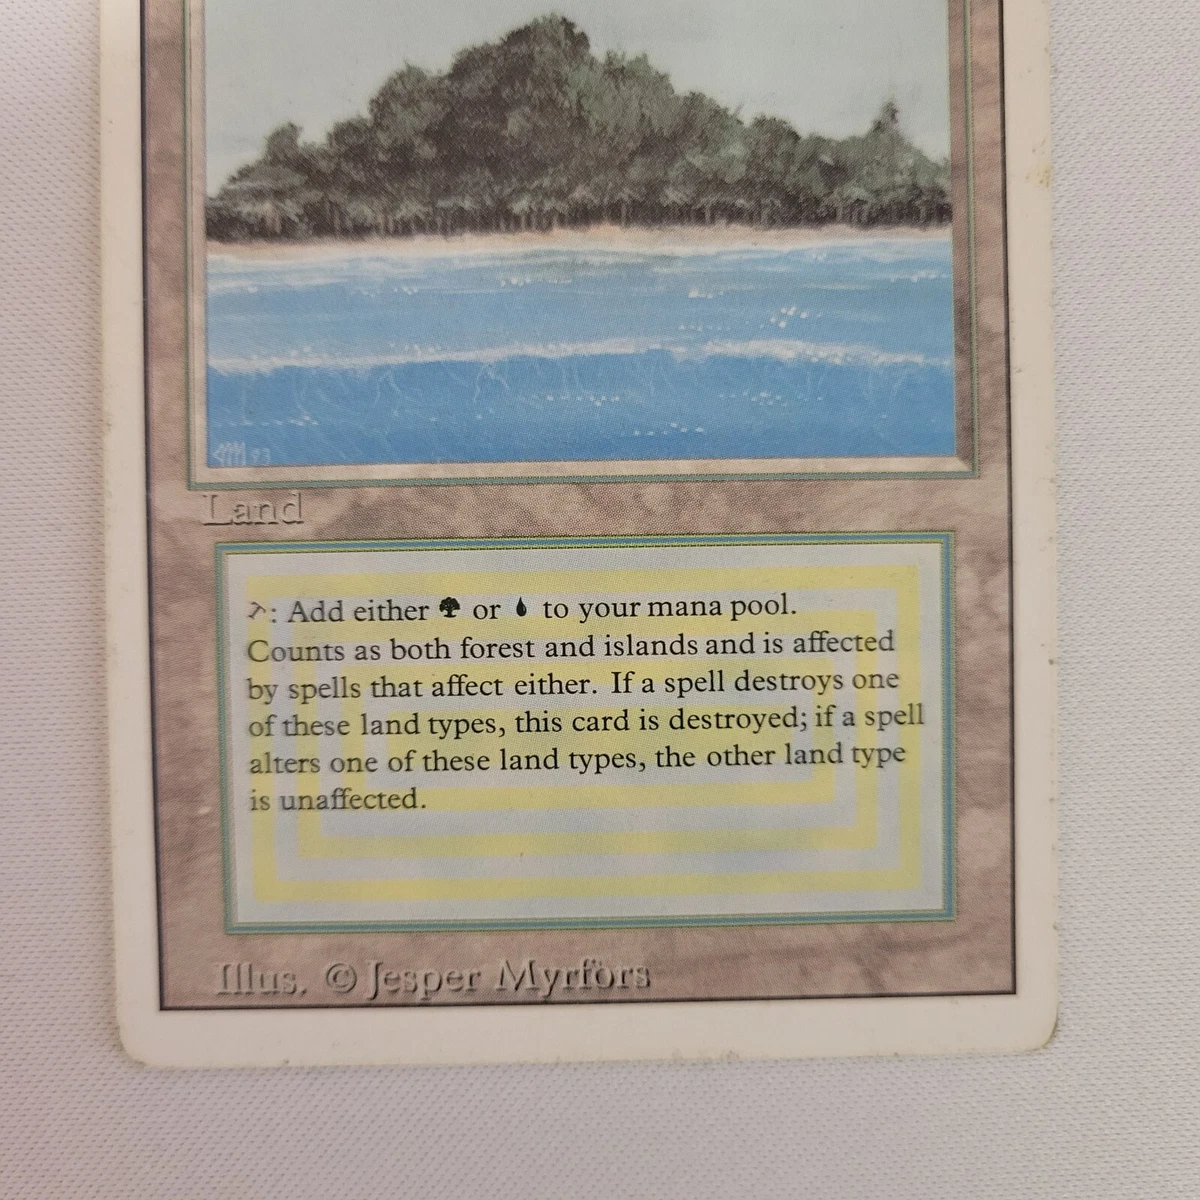 93
Land
: Add either or to your mana pool.
Counts as both forest and islands and is affected
by spells that affect either. If a spell destroys one
of these land types, this card is destroyed; if a spell
alters one of these land types, the other land type
is unaffected.
Illus. © Jesper Myrfors